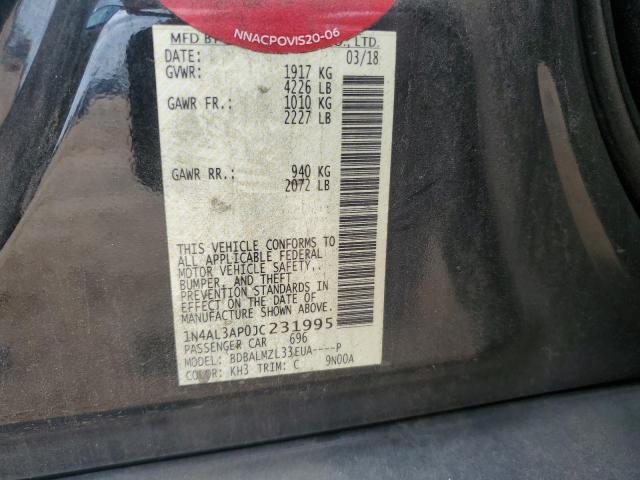 NNACPOVIS20-06
MFD BY O., LTD.
DATE: 03/18
GVWR: 1917 KG
4226 LB
GAWR FR.: 1010 KG
2227 LB
GAWR RR.: 940 KG
2072 LB
THIS VEHICLE CONFORMS TO
ALL APPLICABLE FEDERAL
MOTOR VEHICLE SAFETY,
BUMPER, AND THEFT
PREVENTION STANDARDS IN
EFFECT ON THE DATE OF
MANUFACTURE SHOWN ABOVE.
1N4AL3AP0JC231995
PASSENGER CAR 696
MODEL: BDBALMZL33EUA----P
COLOR: KH3 TRIM: C 9N00A